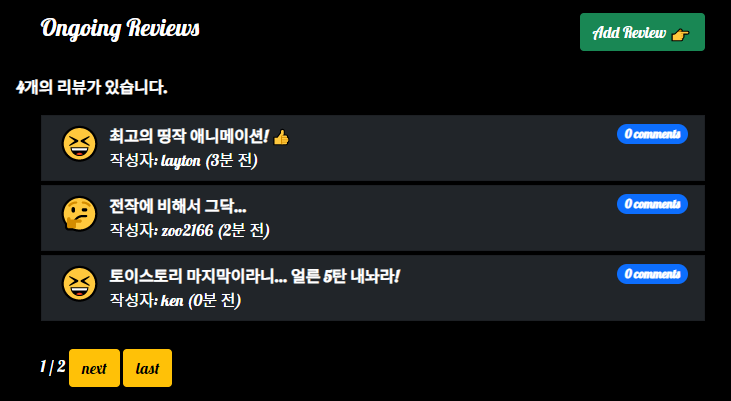 Ongoing Reviews
Add Review 👉
4개의 리뷰가 있습니다.
최고의 띵작 애니메이션! 👍
0 comments
작성자: layton (3분 전)
전작에 비해서 그닥...
0 comments
작성자: zoo2166 (2분 전)
토이스토리 마지막이라니... 얼른 5탄 내놔라!
0 comments
작성자: ken (0분 전)
1 / 2 next last